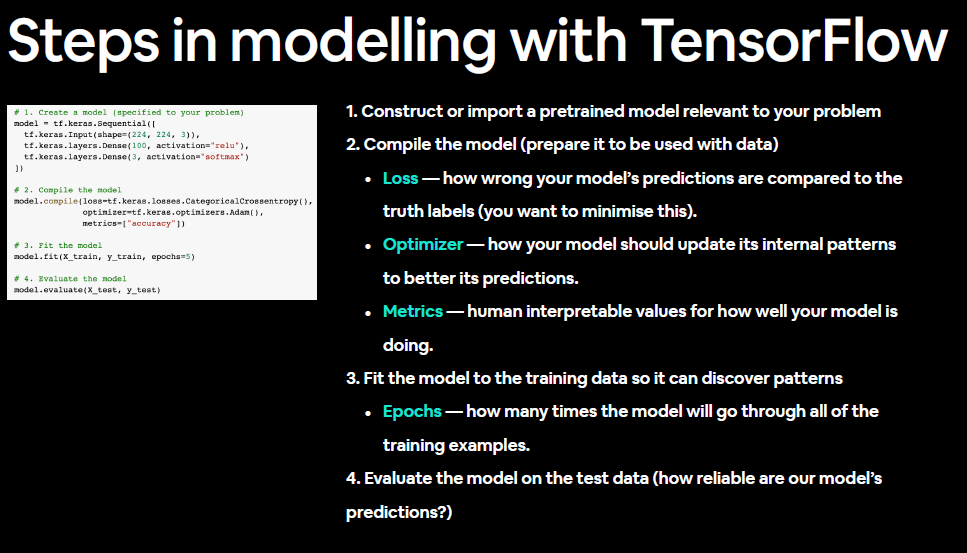 Steps in modelling with TensorFlow
# 1. Create a model (specified to your problem)
model = tf.keras.Sequential([
  tf.keras.Input(shape=(224, 224, 3)),
  tf.keras.layers.Dense(100, activation="relu"),
  tf.keras.layers.Dense(3, activation="softmax")
])
# 2. Compile the model
model.compile(loss=tf.keras.losses.CategoricalCrossentropy(),
              optimizer=tf.keras.optimizers.Adam(),
              metrics=["accuracy"])
# 3. Fit the model
model.fit(X_train, y_train, epochs=5)
# 4. Evaluate the model
model.evaluate(X_test, y_test)
1. Construct or import a pretrained model relevant to your problem
2. Compile the model (prepare it to be used with data)
• Loss — how wrong your model’s predictions are compared to the
truth labels (you want to minimise this).
• Optimizer — how your model should update its internal patterns
to better its predictions.
• Metrics — human interpretable values for how well your model is
doing.
3. Fit the model to the training data so it can discover patterns
• Epochs — how many times the model will go through all of the
training examples.
4. Evaluate the model on the test data (how reliable are our model’s
predictions?)